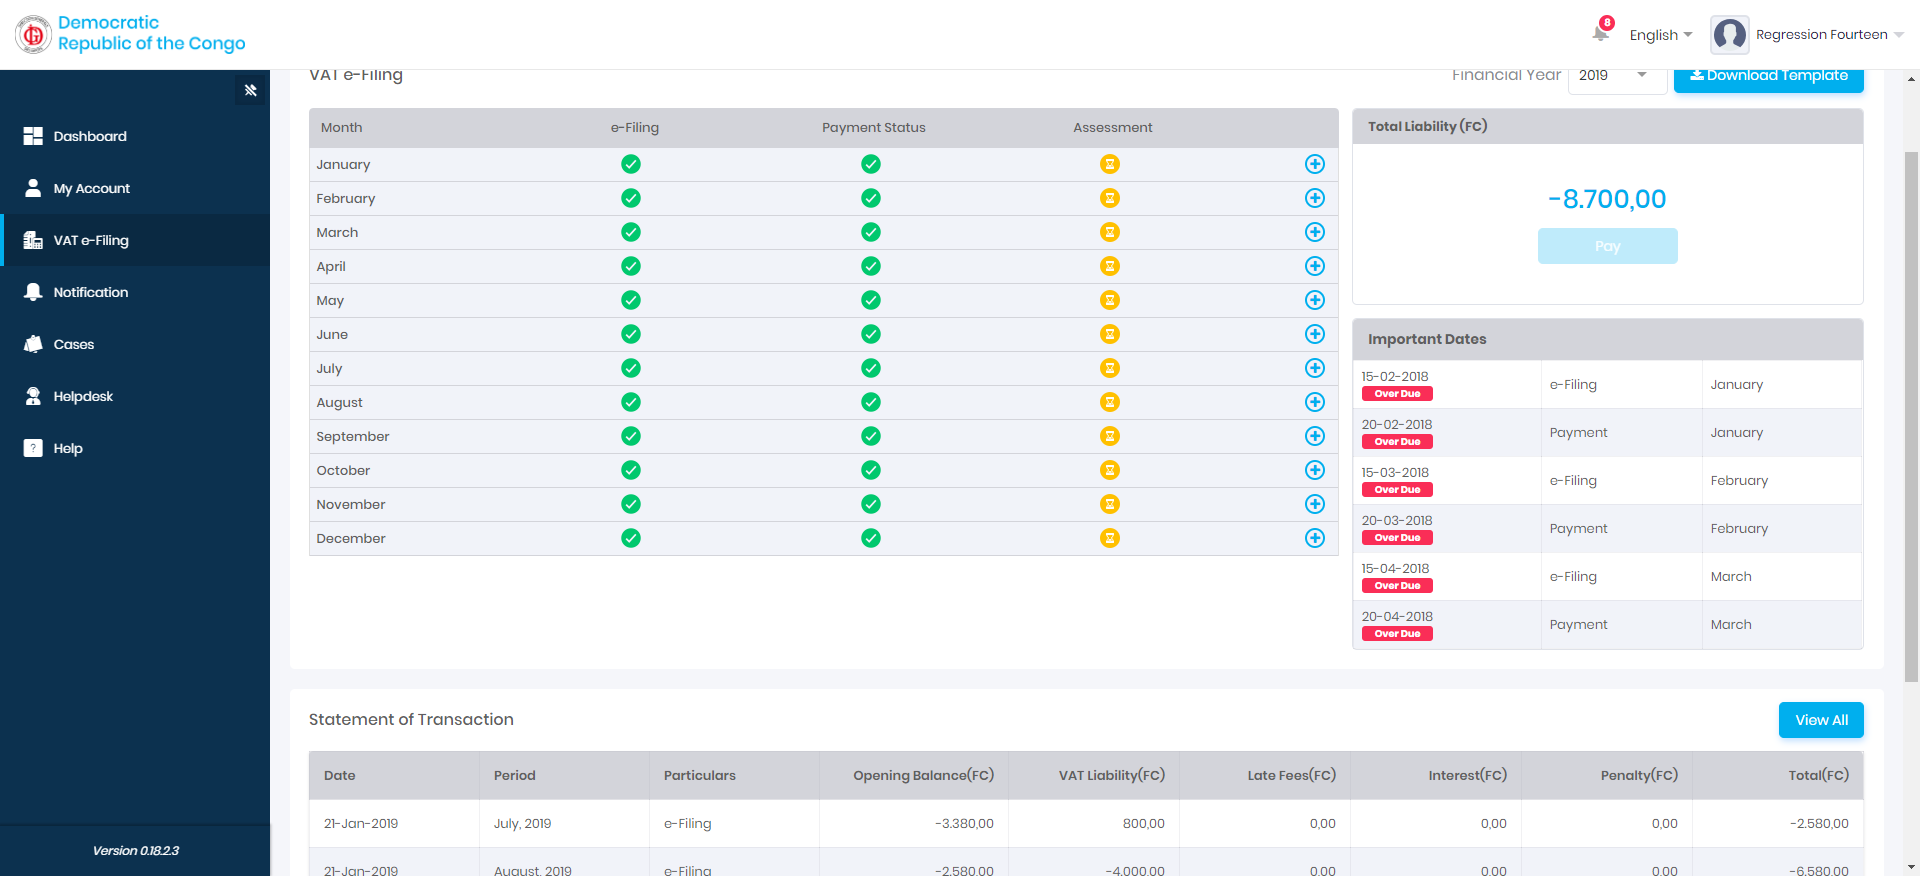 Democratic
Republic of the Congo
8
English
Regression Fourteen
Dashboard
My Account
VAT e-Filing
Notification
Cases
Helpdesk
? Help
Version 0.18.2.3
VAT e-Filing
Financial Year 2019 Download Template
Month e-Filing Payment Status Assessment
January
February
March
April
May
June
July
August
September
October
November
December
Total Liability (FC)
-8.700,00
Pay
Important Dates
15-02-2018
Over Due
e-Filing January
20-02-2018
Over Due
Payment January
15-03-2018
Over Due
e-Filing February
20-03-2018
Over Due
Payment February
15-04-2018
Over Due
e-Filing March
20-04-2018
Over Due
Payment March
Statement of Transaction
View All
Date Period Particulars Opening Balance(FC) VAT Liability(FC) Late Fees(FC) Interest(FC) Penalty(FC) Total(FC)
21-Jan-2019 July, 2019 e-Filing -3.380,00 800,00 0,00 0,00 0,00 -2.580,00
21-Jan-2019 August, 2019 e-Filing -2.580,00 -4.000,00 0,00 0,00 0,00 -6.580,00